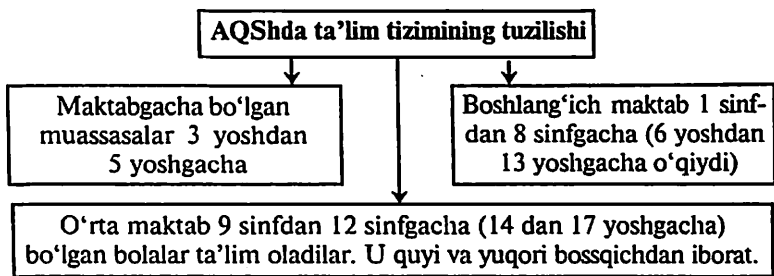 AQShda ta’lim tizimining tuzilishi
Maktabgacha bo‘lgan
muassasalar 3 yoshdan
5 yoshgacha
Boshlang‘ich maktab 1 sinf-
dan 8 sinfgacha (6 yoshdan
13 yoshgacha o‘qiydi)
O‘rta maktab 9 sinfdan 12 sinfgacha (14 dan 17 yoshgacha)
bo‘lgan bolalar ta’lim oladilar. U quyi va yuqori bossqichdan iborat.